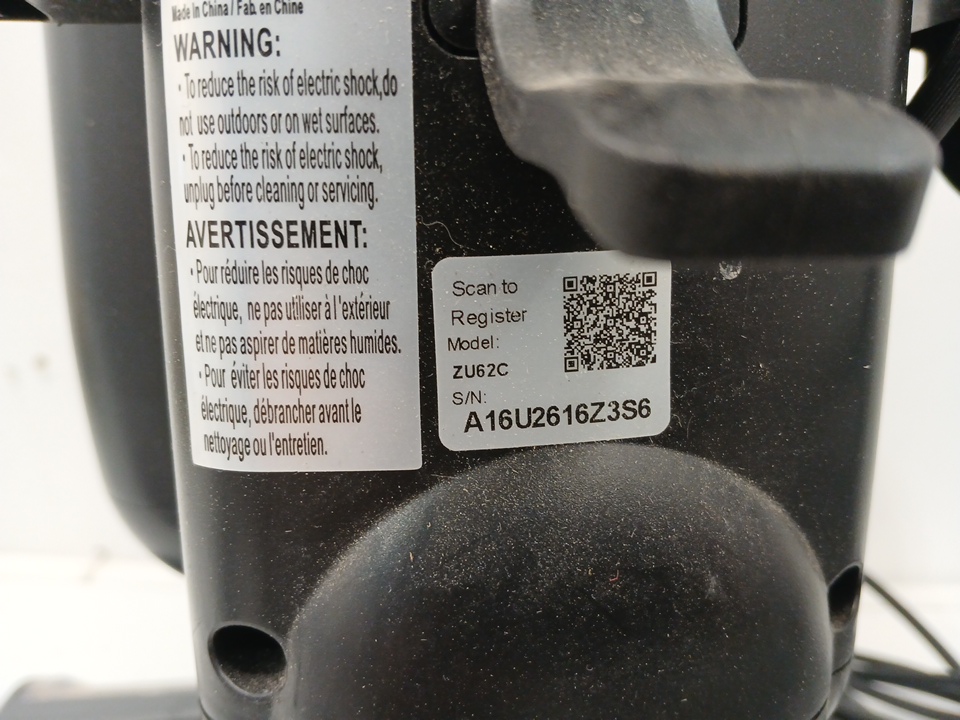 Made in China / Fab. en Chine
WARNING:
· To reduce the risk of electric shock,do
not use outdoors or on wet surfaces.
· To reduce the risk of electric shock,
unplug before cleaning or servicing.
AVERTISSEMENT:
· Pour réduire les risques de choc
électrique, ne pas utiliser à l'extérieur
et ne pas aspirer de matières humides.
· Pour éviter les risques de choc
électrique, débrancher avant le
nettoyage ou l'entretien.
Scan to
Register
Model:
ZU62C
S/N:
A16U2616Z3S6